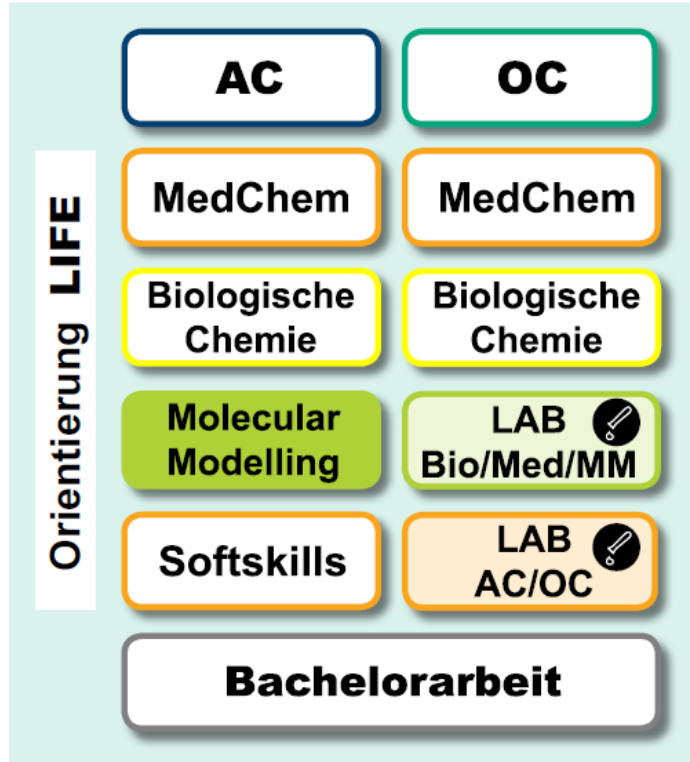 AC
OC
Orientierung LIFE
MedChem
MedChem
Biologische
Chemie
Biologische
Chemie
Molecular
Modelling
LAB
Bio/Med/MM
Softskills
LAB
AC/OC
Bachelorarbeit